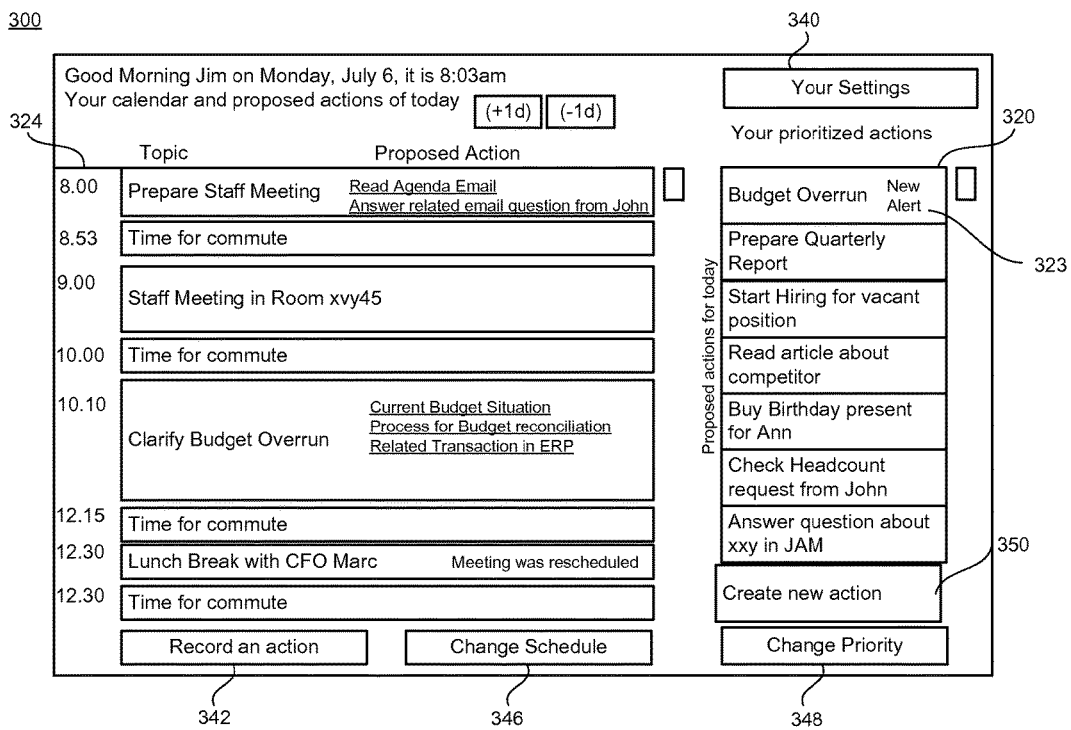 300
340
Good Morning Jim on Monday, July 6, it is 8:03am
Your calendar and proposed actions of today
(+1d)
(-1d)
Your Settings
Your prioritized actions
324
320
Topic
Proposed Action
8.00
Prepare Staff Meeting
Read Agenda Email
Answer related email question from John
8.53
Time for commute
9.00
Staff Meeting in Room xvy45
10.00
Time for commute
10.10
Clarify Budget Overrun
Current Budget Situation
Process for Budget reconciliation
Related Transaction in ERP
12.15
Time for commute
12.30
Lunch Break with CFO Marc
Meeting was rescheduled
12.30
Time for commute
Record an action
Change Schedule
Proposed actions for today
Budget Overrun
New
Alert
323
Prepare Quarterly
Report
Start Hiring for vacant
position
Read article about
competitor
Buy Birthday present
for Ann
Check Headcount
request from John
Answer question about
xxy in JAM
350
Create new action
Change Priority
342
346
348